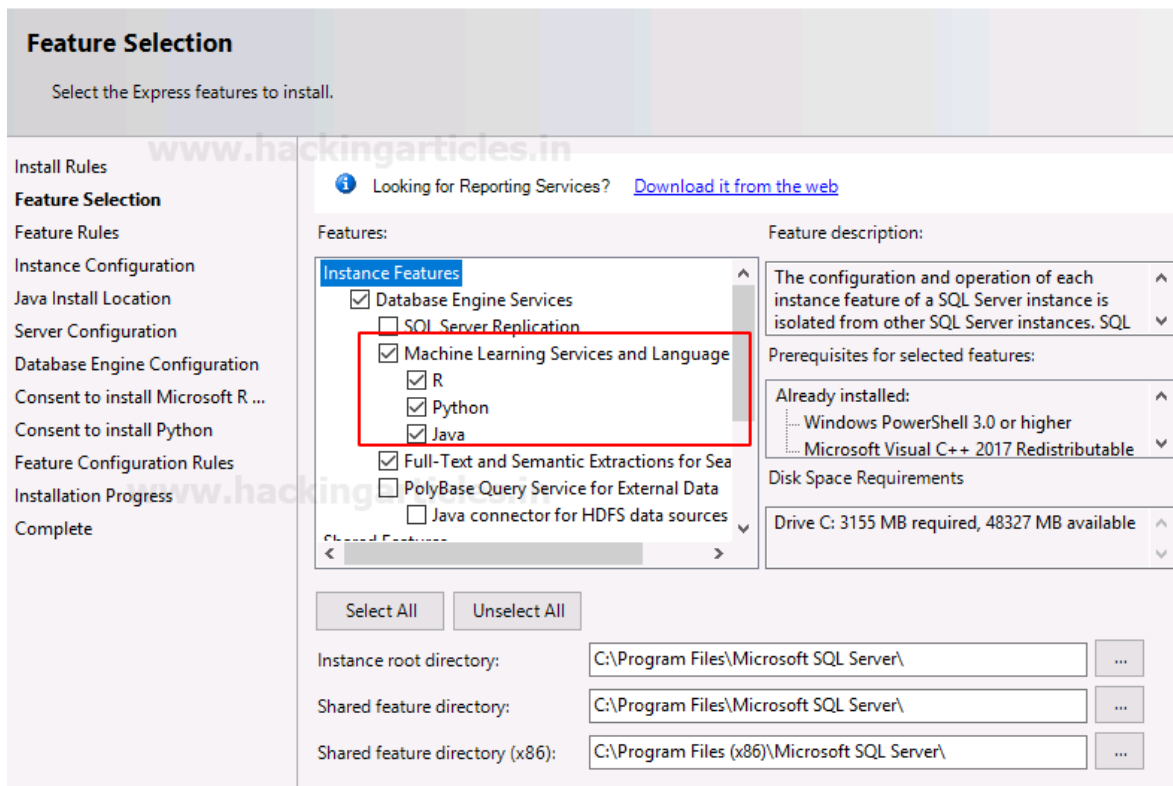 Feature Selection
Select the Express features to install.
www.hackingarticles.in
Install Rules
Feature Selection
Feature Rules
Instance Configuration
Java Install Location
Server Configuration
Database Engine Configuration
Consent to install Microsoft R ...
Consent to install Python
Feature Configuration Rules
Installation Progress
Complete
Looking for Reporting Services? Download it from the web
Features:
Instance Features
Database Engine Services
SQL Server Replication
Machine Learning Services and Language
R
Python
Java
Full-Text and Semantic Extractions for Sea
PolyBase Query Service for External Data
Java connector for HDFS data sources
Shared Features
www.hackingarticles.in
Feature description:
The configuration and operation of each
instance feature of a SQL Server instance is
isolated from other SQL Server instances. SQL
Prerequisites for selected features:
Already installed:
Windows PowerShell 3.0 or higher
Microsoft Visual C++ 2017 Redistributable
Disk Space Requirements
Drive C: 3155 MB required, 48327 MB available
Select All
Unselect All
Instance root directory: C:\Program Files\Microsoft SQL Server\ ...
Shared feature directory: C:\Program Files\Microsoft SQL Server\ ...
Shared feature directory (x86): C:\Program Files (x86)\Microsoft SQL Server\ ...